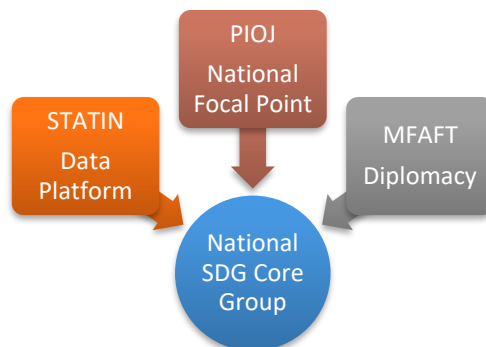 PIOJ
National
Focal Point
STATIN
Data
Platform
MFAFT
Diplomacy
National
SDG Core
Group